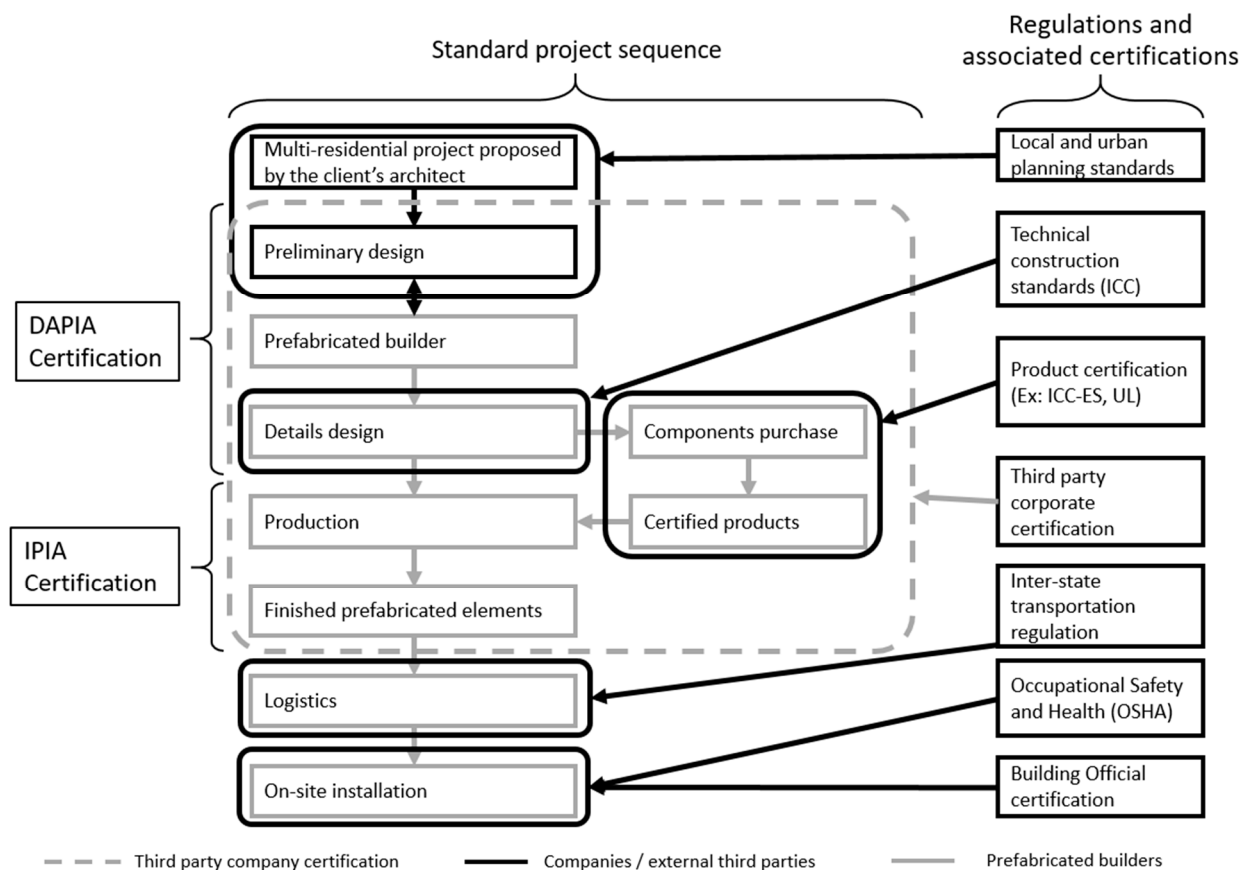 Standard project sequence
Regulations and
associated certifications
Multi-residential project proposed
by the client's architect
Local and urban
planning standards
Preliminary design
Technical
construction
standards (ICC)
DAPIA
Certification
Prefabricated builder
Product certification
(Ex: ICC-ES, UL)
Details design
Components purchase
Third party
corporate
certification
Production
Certified products
IPIA
Certification
Finished prefabricated elements
Inter-state
transportation
regulation
Logistics
Occupational Safety
and Health (OSHA)
On-site installation
Building Official
certification
Third party company certification
Companies / external third parties
Prefabricated builders